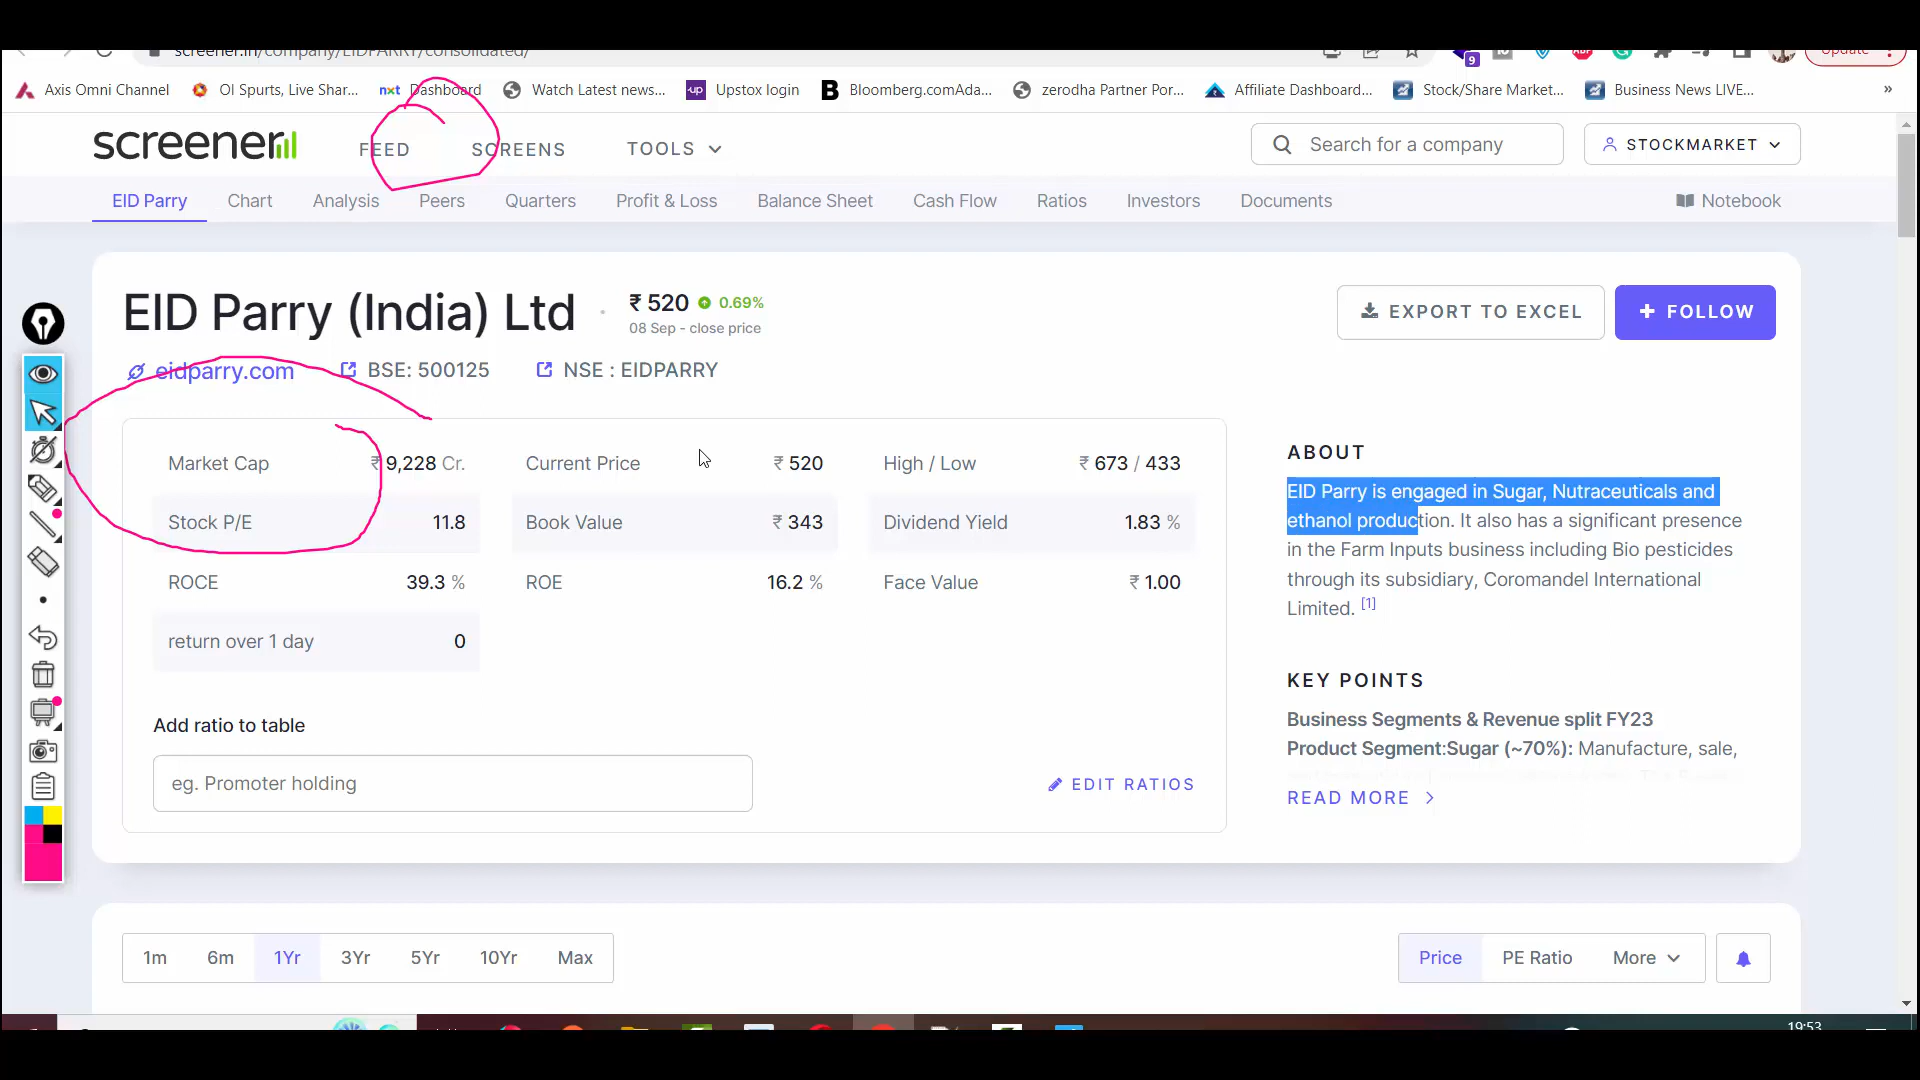 screener.in/company/EIDPARRY/consolidated/
9
Update
Axis Omni Channel
OI Spurts, Live Shar...
nxt Dashboard
Watch Latest news...
up Upstox login
B Bloomberg.comAda...
zerodha Partner Por...
Affiliate Dashboard...
Stock/Share Market...
Business News LIVE...
»
screener
FEED
SCREENS
TOOLS
Search for a company
STOCKMARKET
EID Parry
Chart
Analysis
Peers
Quarters
Profit & Loss
Balance Sheet
Cash Flow
Ratios
Investors
Documents
Notebook
EID Parry (India) Ltd
₹ 520 0.69%
08 Sep - close price
EXPORT TO EXCEL
+ FOLLOW
eidparry.com
BSE: 500125
NSE : EIDPARRY
Market Cap ₹ 9,228 Cr.
Current Price ₹ 520
High / Low ₹ 673 / 433
Stock P/E 11.8
Book Value ₹ 343
Dividend Yield 1.83 %
ROCE 39.3 %
ROE 16.2 %
Face Value ₹ 1.00
return over 1 day 0
Add ratio to table
eg. Promoter holding
EDIT RATIOS
ABOUT
EID Parry is engaged in Sugar, Nutraceuticals and
ethanol production. It also has a significant presence
in the Farm Inputs business including Bio pesticides
through its subsidiary, Coromandel International
Limited. [1]
KEY POINTS
Business Segments & Revenue split FY23
Product Segment:Sugar (~70%): Manufacture, sale,
READ MORE
1m
6m
1Yr
3Yr
5Yr
10Yr
Max
Price
PE Ratio
More
19:53